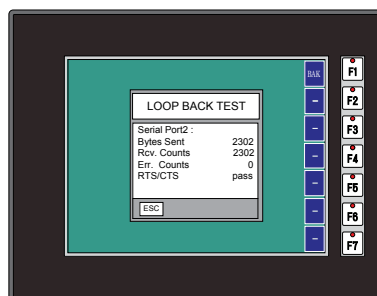 BAK
F1
LOOP BACK TEST
F2
F3
Serial Port2 :
Bytes Sent 2302
Rcv. Counts 2302
Err. Counts 0
RTS/CTS pass
F4
F5
ESC
F6
F7